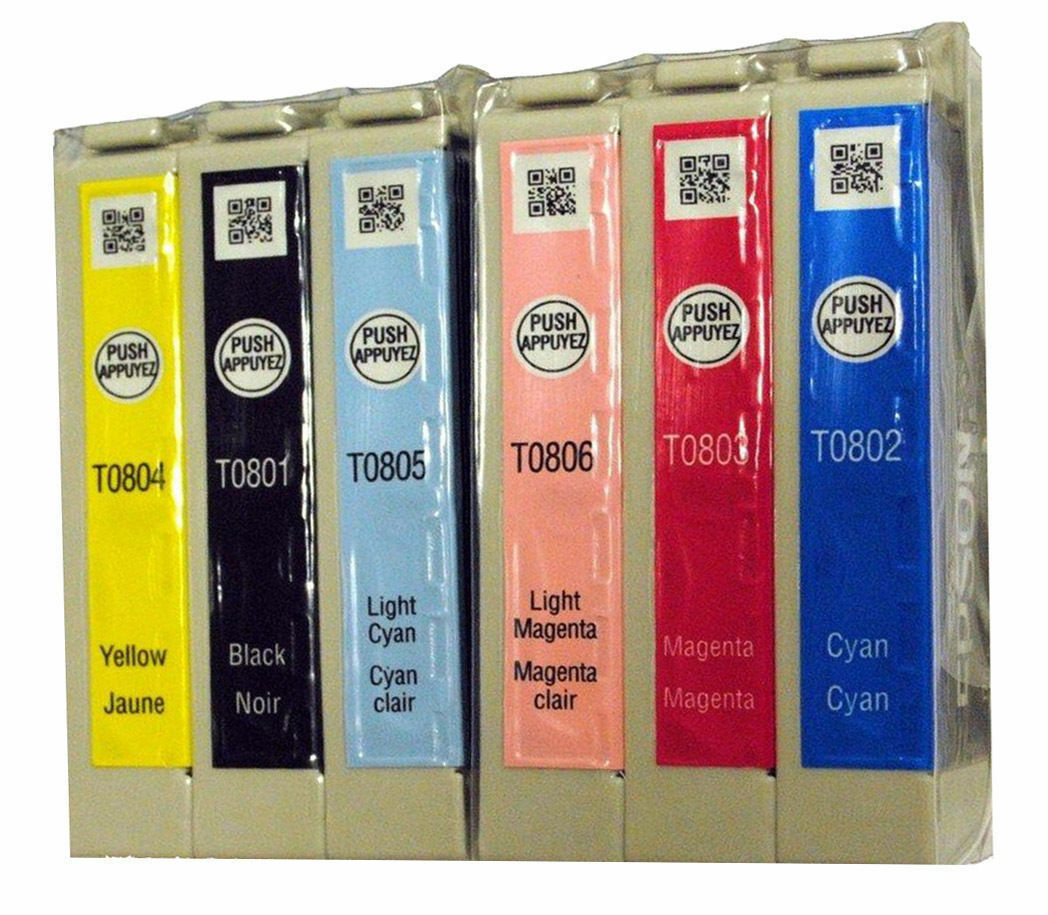 PUSH
APPUYEZ
T0804
Yellow
Jaune
PUSH
APPUYEZ
T0801
Black
Noir
PUSH
APPUYEZ
T0805
Light
Cyan
Cyan
clair
PUSH
APPUYEZ
T0806
Light
Magenta
Magenta
clair
PUSH
APPUYEZ
T0803
Magenta
Magenta
PUSH
APPUYEZ
T0802
Cyan
Cyan
EPSON